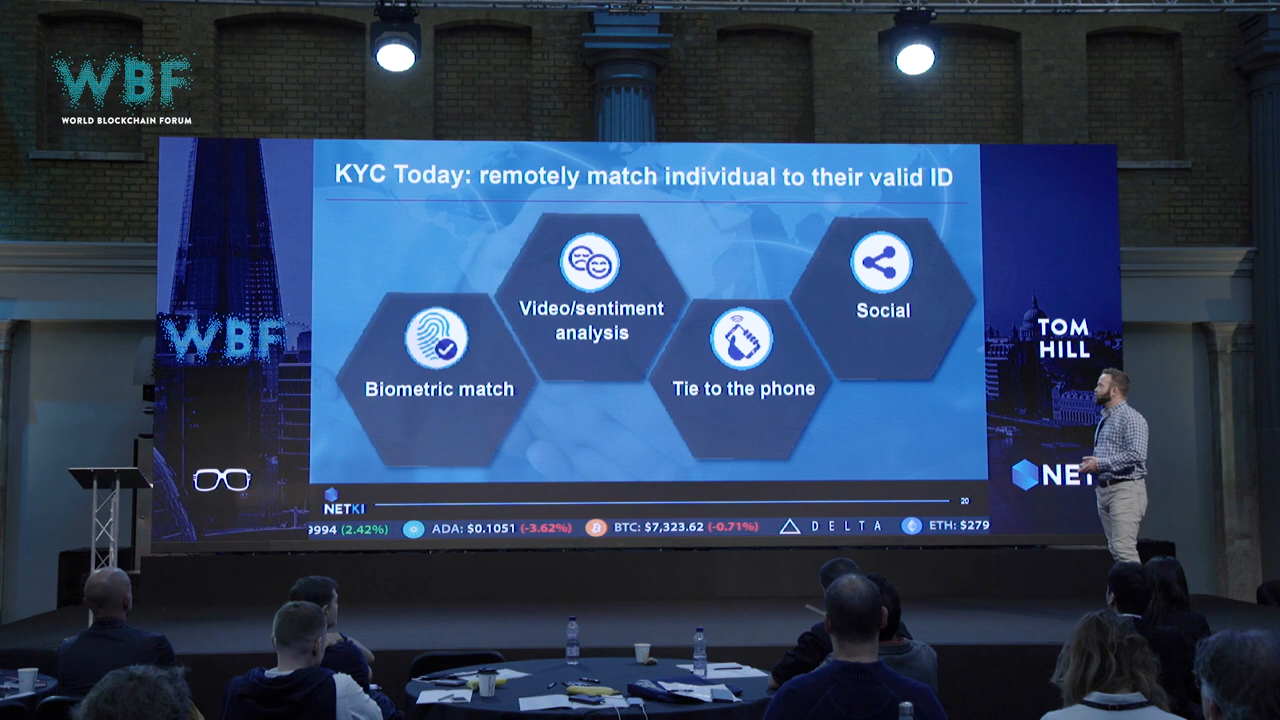 WBF
WORLD BLOCKCHAIN FORUM
KYC Today: remotely match individual to their valid ID
Video/sentiment
analysis
Social
Biometric match
Tie to the phone
WBF
TOM
HILL
NET
NETKI
20
9994 (2.42%) ADA: $0.1051 (-3.62%) BTC: $7,323.62 (-0.71%) DELTA ETH: $279